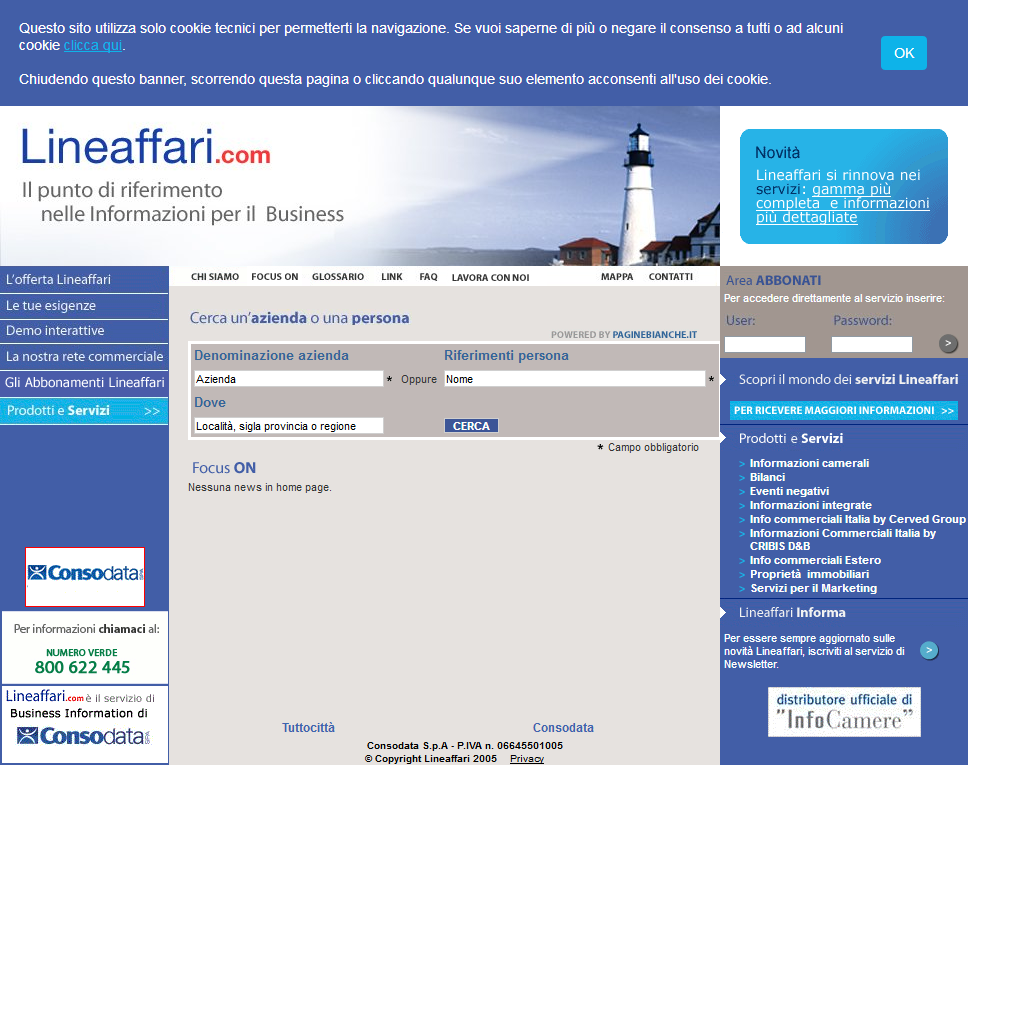 Questo sito utilizza solo cookie tecnici per permetterti la navigazione. Se vuoi saperne di più o negare il consenso a tutti o ad alcuni
cookie clicca qui.
OK
Chiudendo questo banner, scorrendo questa pagina o cliccando qualunque suo elemento acconsenti all'uso dei cookie.
Lineaffari.com
Il punto di riferimento
nelle Informazioni per il Business
Novità
Lineaffari si rinnova nei
servizi: gamma più
completa e informazioni
più dettagliate
L'offerta Lineaffari
Le tue esigenze
Demo interattive
La nostra rete commerciale
Gli Abbonamenti Lineaffari
Prodotti e Servizi >>
Consodata
Per informazioni chiamaci al:
NUMERO VERDE
800 622 445
Lineaffari.com è il servizio di
Business Information di
Consodata
CHI SIAMO FOCUS ON GLOSSARIO LINK FAQ LAVORA CON NOI MAPPA CONTATTI
Cerca un'azienda o una persona
POWERED BY PAGINEBIANCHE.IT
Denominazione azienda Riferimenti persona
Azienda * Oppure Nome *
Dove
Località, sigla provincia o regione CERCA
* Campo obbligatorio
Focus ON
Nessuna news in home page.
Tuttocittà Consodata
Consodata S.p.A - P.IVA n. 06645501005
© Copyright Lineaffari 2005 Privacy
Area ABBONATI
Per accedere direttamente al servizio inserire:
User: Password:
>
Scopri il mondo dei servizi Lineaffari
PER RICEVERE MAGGIORI INFORMAZIONI >>
Prodotti e Servizi
> Informazioni camerali
> Bilanci
> Eventi negativi
> Informazioni integrate
> Info commerciali Italia by Cerved Group
> Informazioni Commerciali Italia by
CRIBIS D&B
> Info commerciali Estero
> Proprietà immobiliari
> Servizi per il Marketing
Lineaffari Informa
Per essere sempre aggiornato sulle
novità Lineaffari, iscriviti al servizio di
Newsletter.
>
distributore ufficiale di
"InfoCamere"